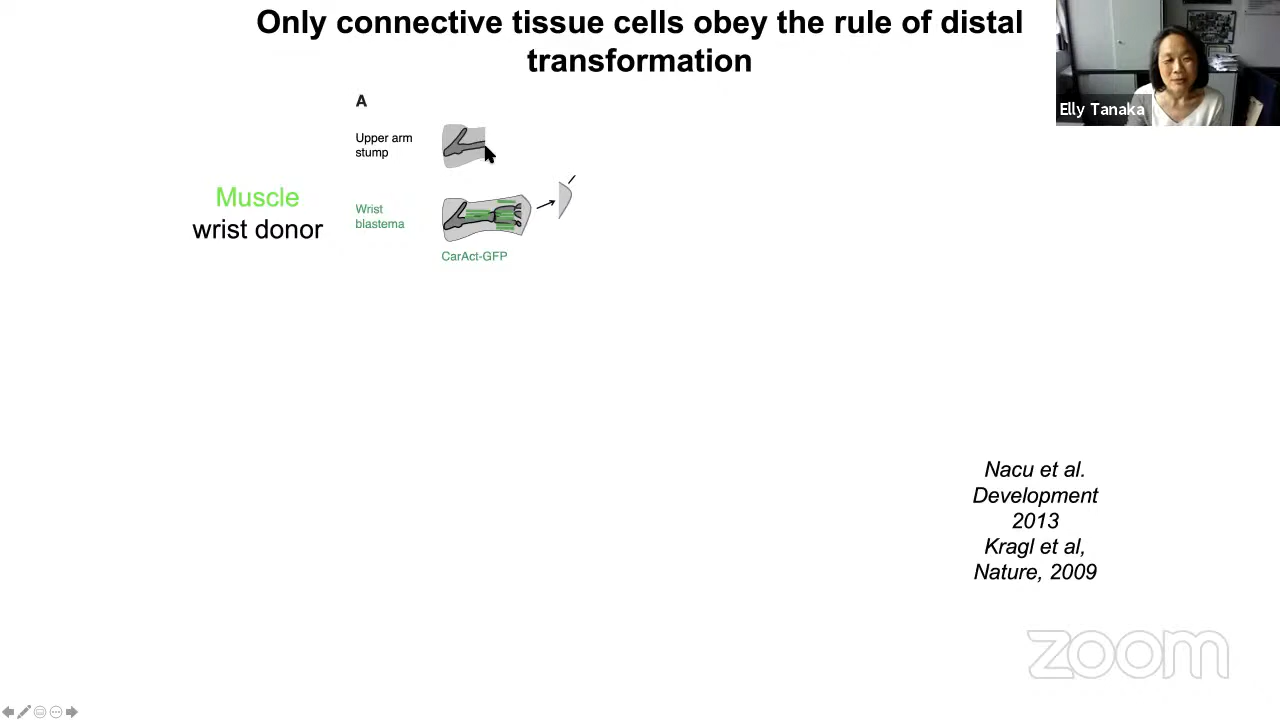 Only connective tissue cells obey the rule of distal
transformation
Elly Tanaka
A
Upper arm
stump
Muscle
wrist donor
Wrist
blastema
CarAct-GFP
Nacu et al.
Development
2013
Kragl et al,
Nature, 2009
zoom